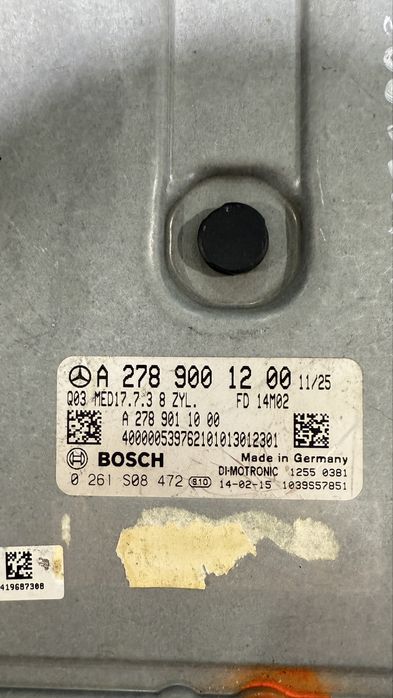 A 278 900 12 00 11/25
Q03 MED17.7.3 8 ZYL. FD 14M02
A 278 901 10 00
400000539762101013012301
BOSCH Made in Germany
DI-MOTRONIC 1255 0381
0 261 S08 472 S10 14-02-15 1039S57851
419687308